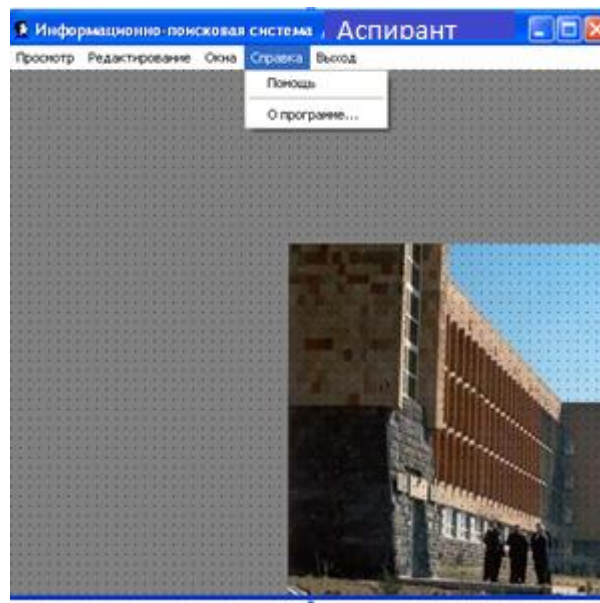 Информационно-поисковая система / Аспирант
Просмотр Редактирование Окна Справка Выход
Помощь
О программе...